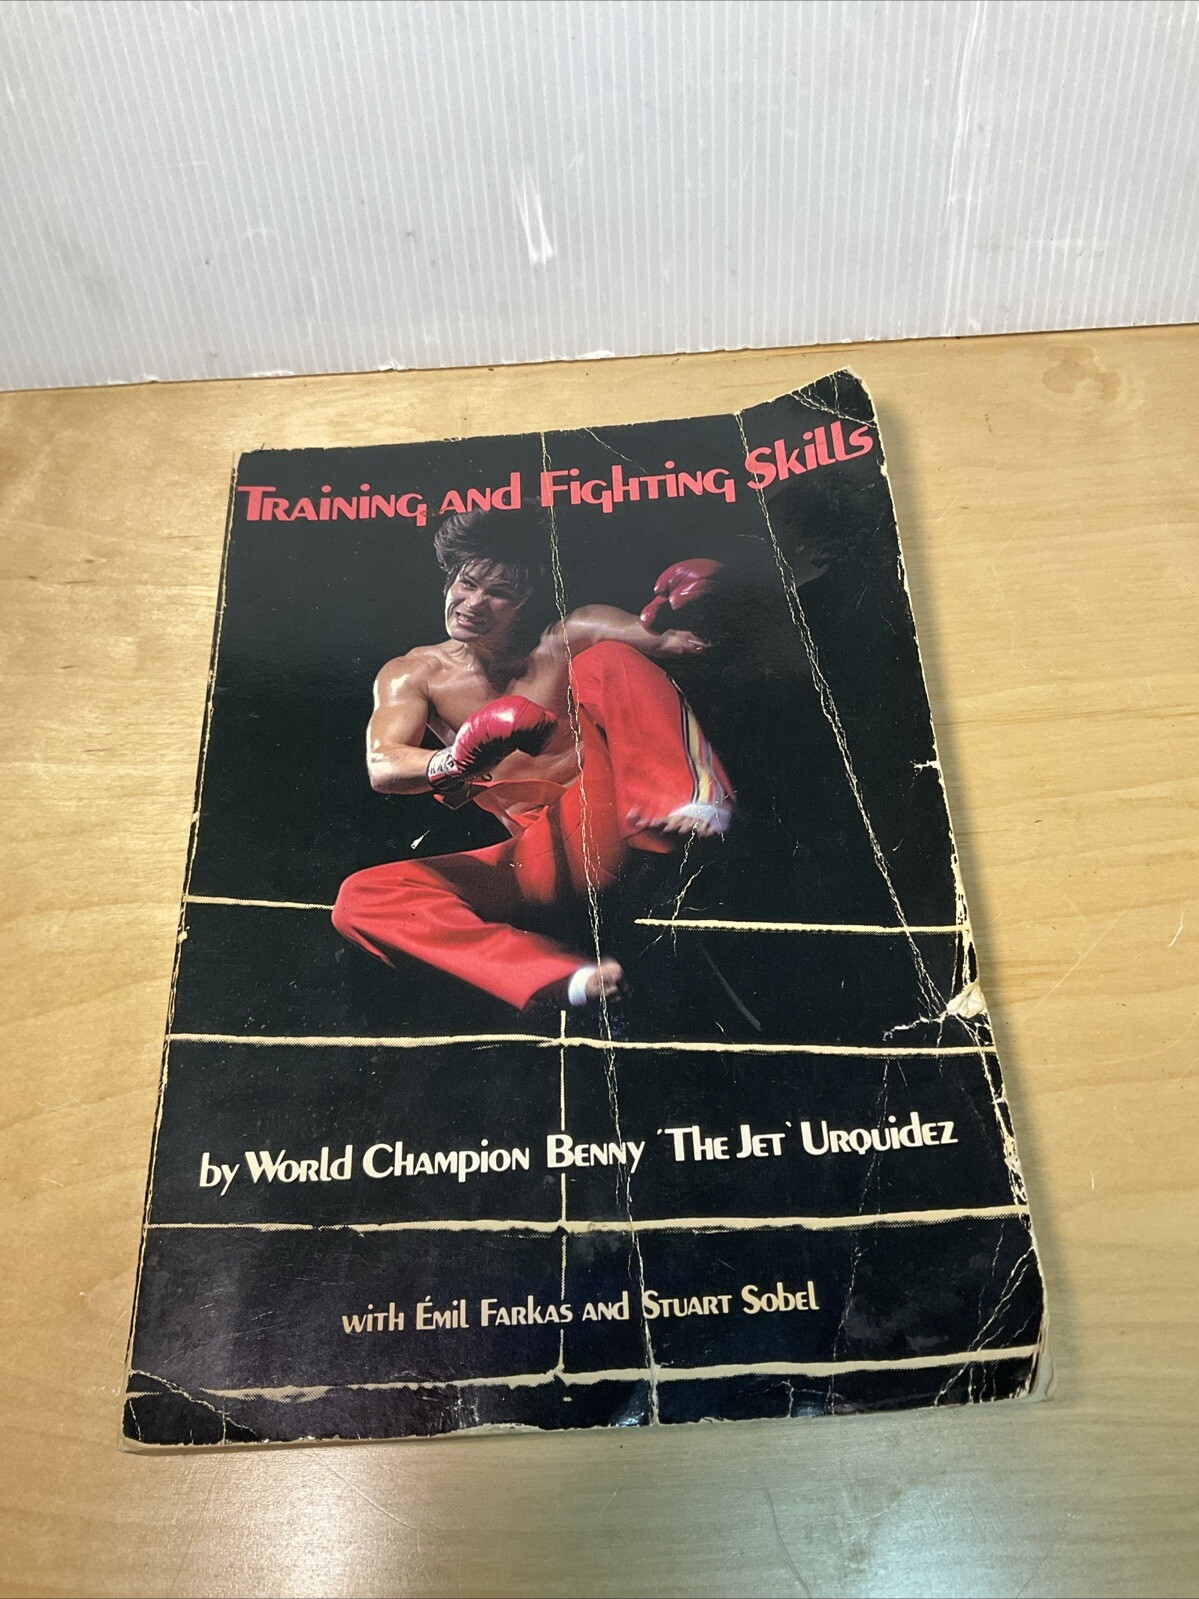 Training and Fighting Skills
by World Champion Benny 'The Jet' Urquidez
with Émil Farkas and Stuart Sobel